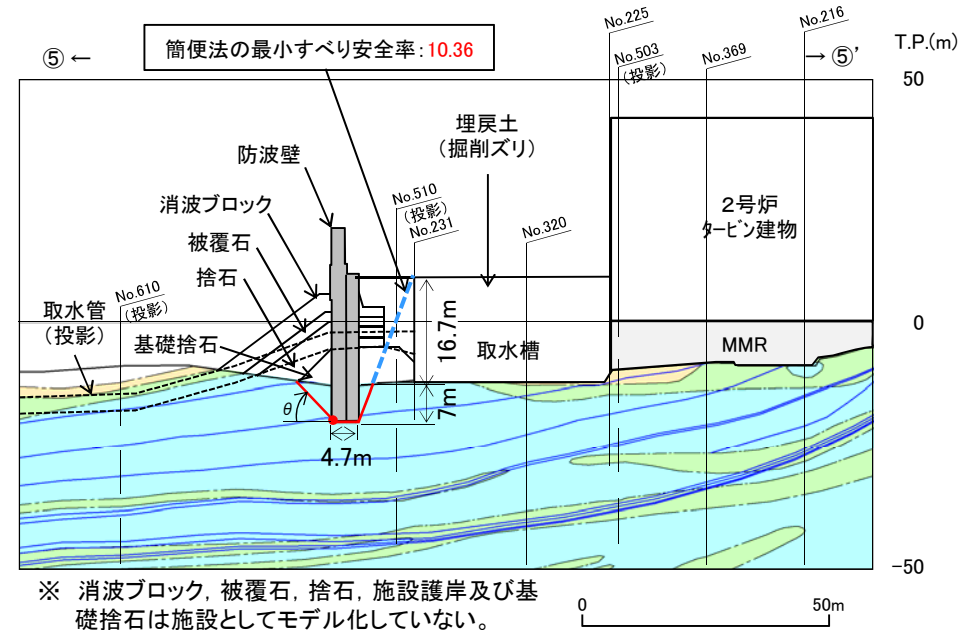 No.225
No.216
⑤ ←
簡便法の最小すべり安全率：10.36
No.503
(投影)
No.369
→ ⑤’
T.P.(m)
50
埋戻土
（掘削ズリ）
防波壁
No.510
(投影)
No.231
消波ブロック
2号炉
タービン建物
No.320
被覆石
捨石
取水管
（投影）
No.610
(投影)
16.7m
0
基礎捨石
取水槽
MMR
θ
7m
4.7m
-50
※ 消波ブロック，被覆石，捨石，施設護岸及び基
礎捨石は施設としてモデル化していない。
0
50m